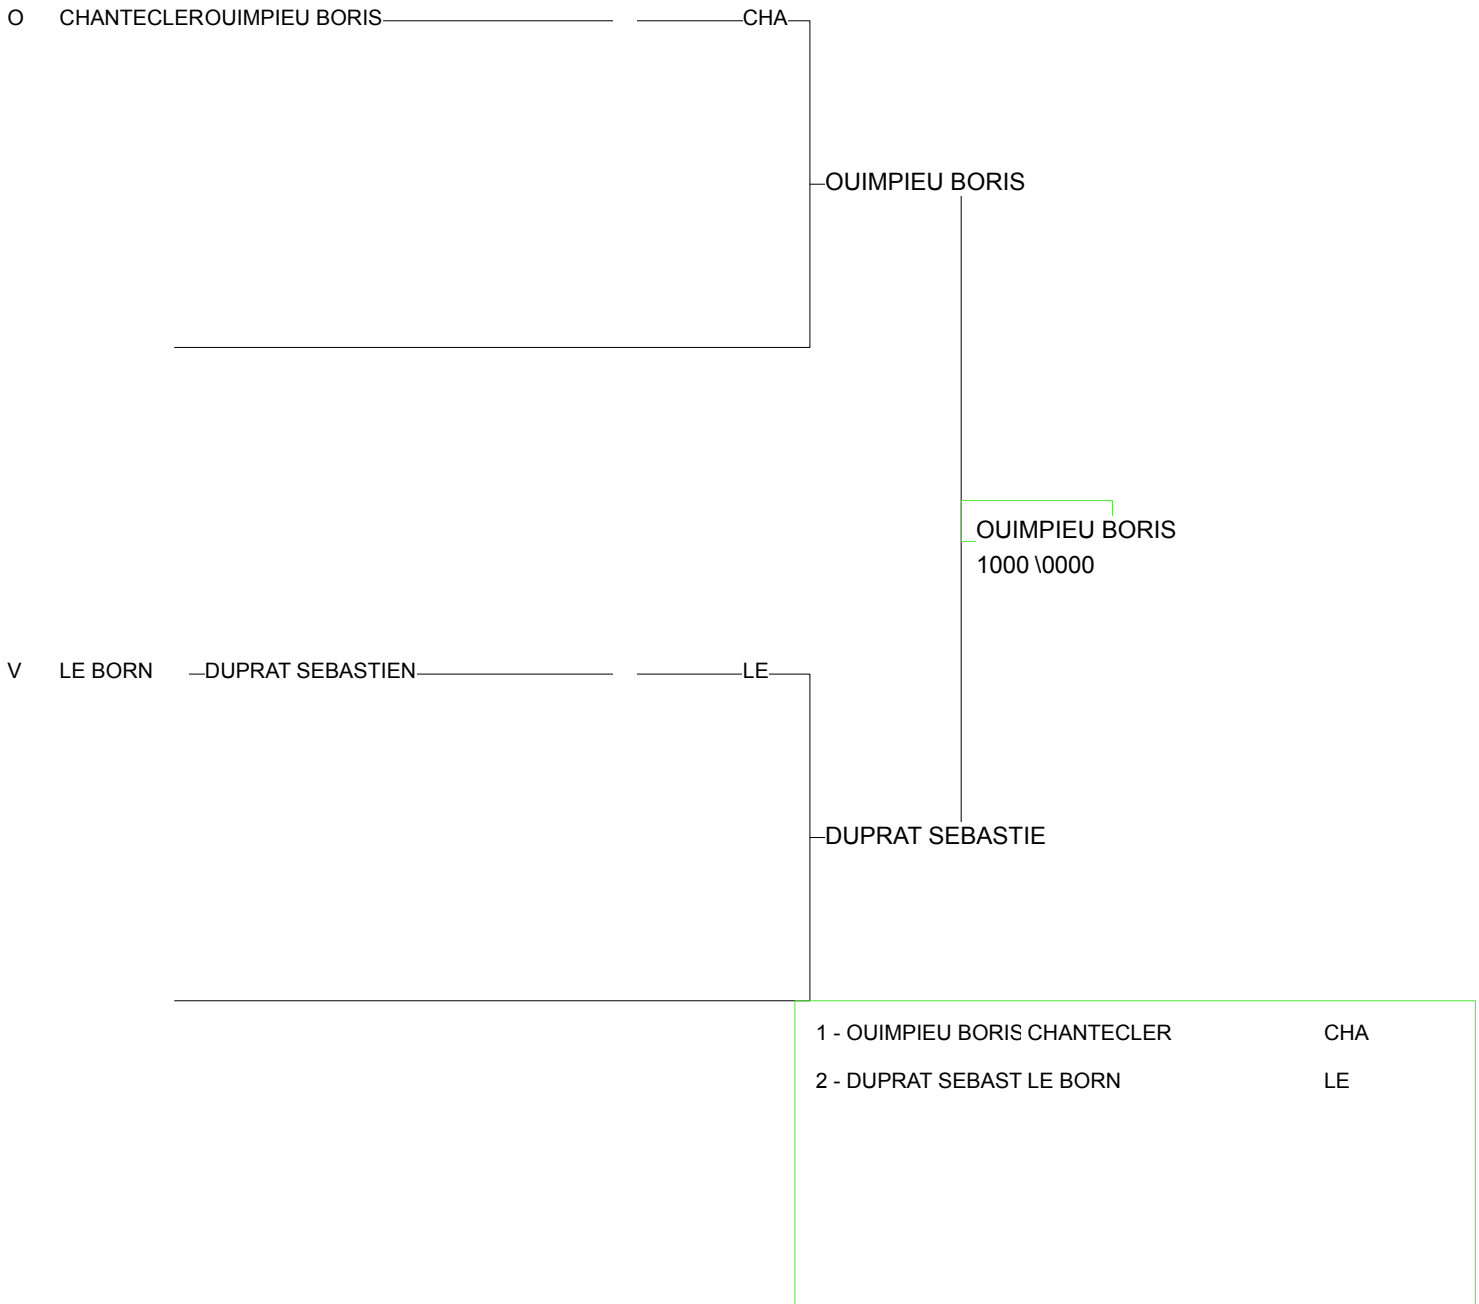 O CHANTECLEROUIMPIEU BORIS CHA
OUIMPIEU BORIS
OUIMPIEU BORIS
1000 \0000
V LE BORN DUPRAT SEBASTIEN LE
DUPRAT SEBASTIE
1 - OUIMPIEU BORIS CHANTECLER CHA
2 - DUPRAT SEBAST LE BORN LE